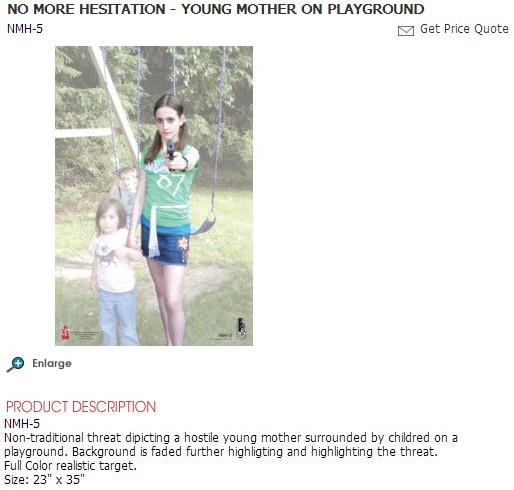 NO MORE HESITATION - YOUNG MOTHER ON PLAYGROUND
NMH-5
Get Price Quote
87
Enlarge
PRODUCT DESCRIPTION
NMH-5
Non-traditional threat dipicting a hostile young mother surrounded by childred on a
playground. Background is faded further highligting and highlighting the threat.
Full Color realistic target.
Size: 23" x 35"